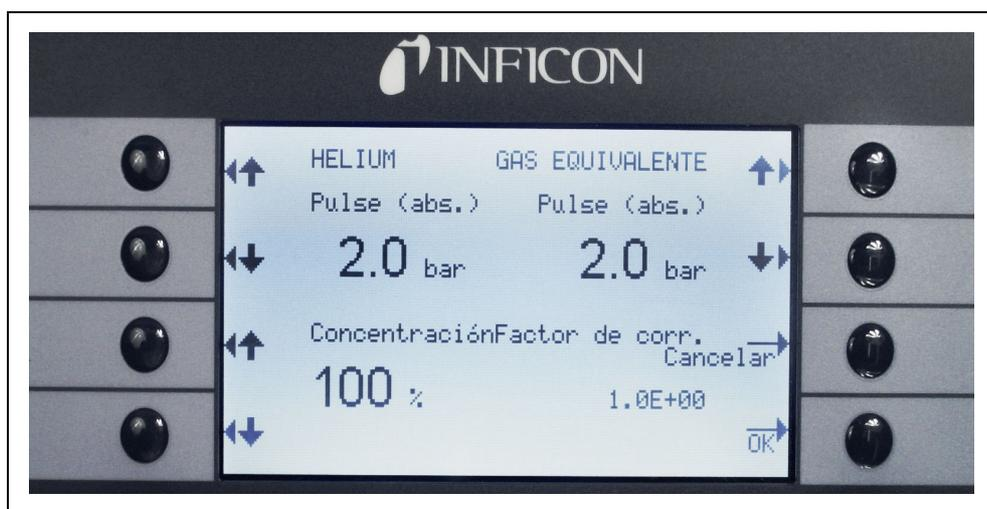 INFICON
HELIUM GAS EQUIVALENTE
Pulse (abs.) Pulse (abs.)
2.0 bar 2.0 bar
ConcentraciónFactor de corr.
Cancelar
100 % 1.0E+00
OK